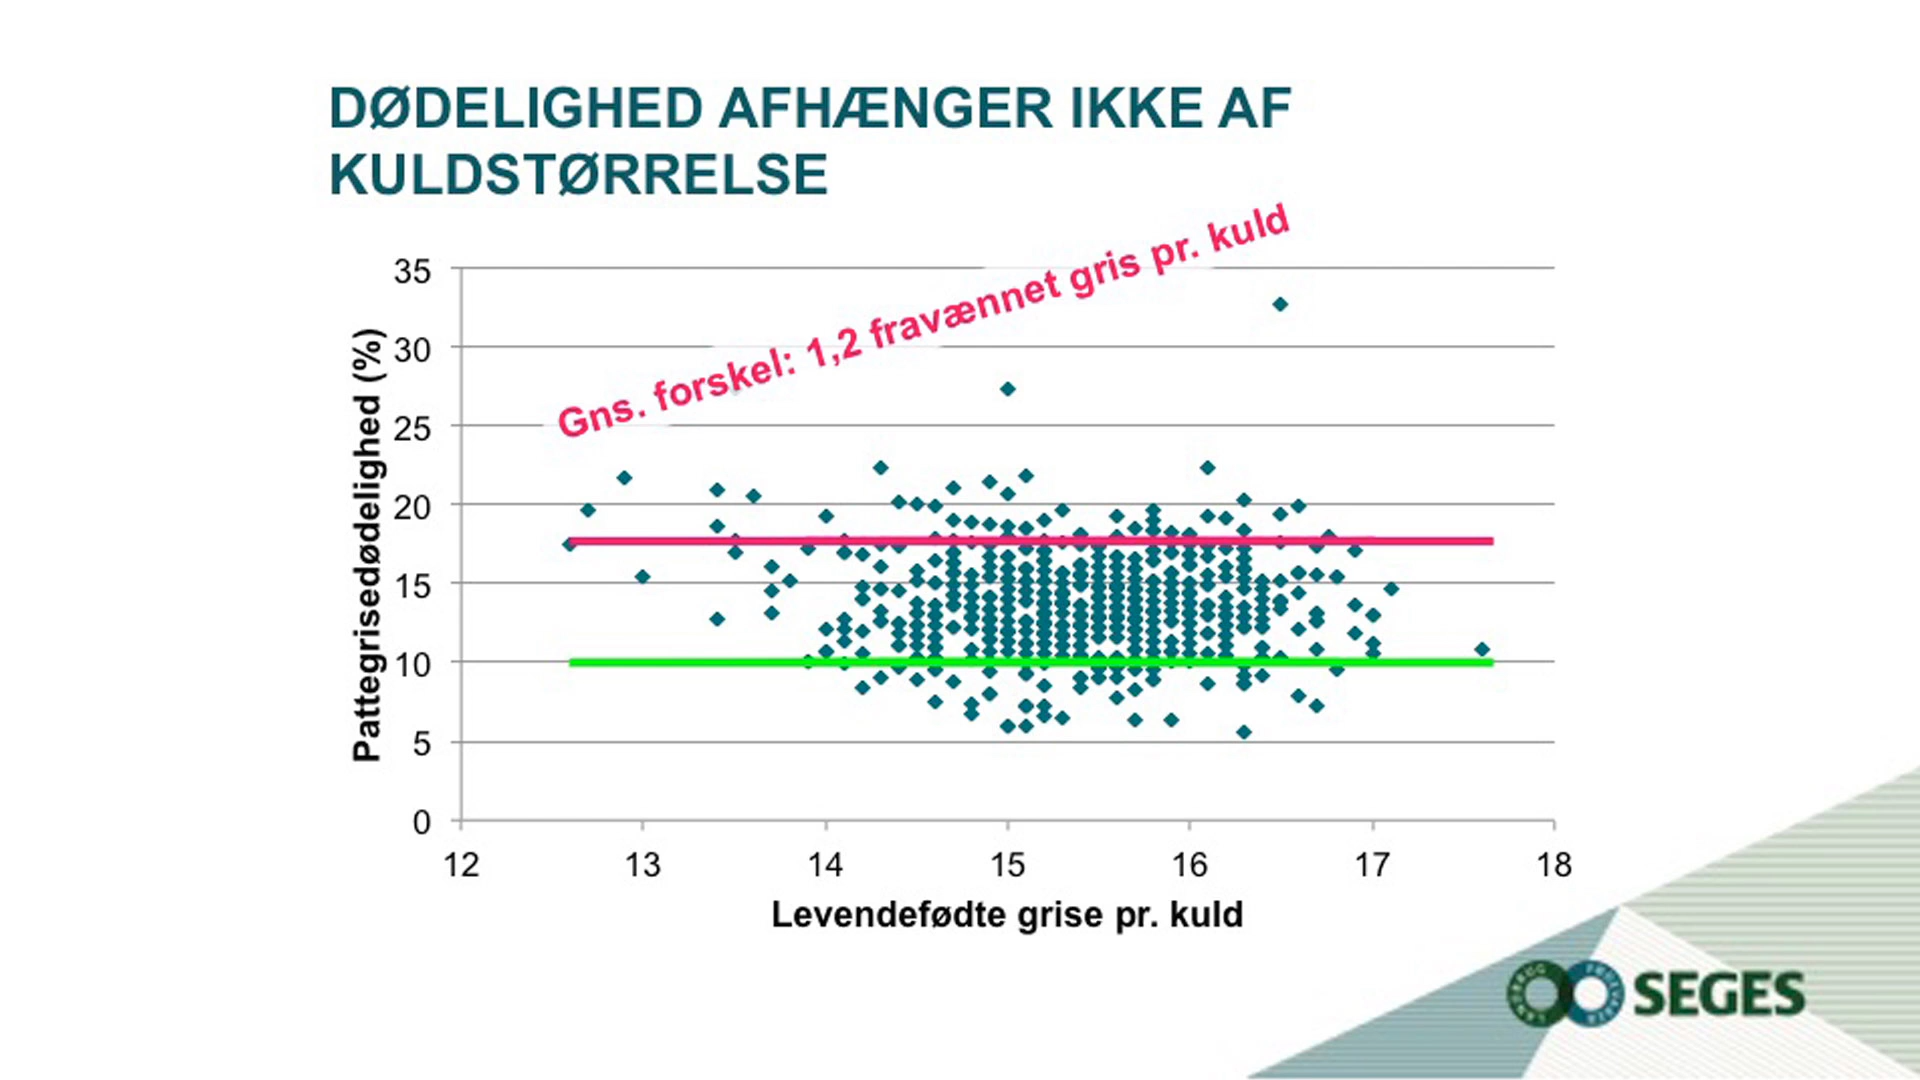 DØDELIGHED AFHÆNGER IKKE AF
KULDSTØRRELSE
Gns. forskel: 1,2 fravænnet gris pr. kuld
Pattegrisedødelighed (%)
35
30
25
20
15
10
5
0
12 13 14 15 16 17 18
Levendefødte grise pr. kuld
SEGES